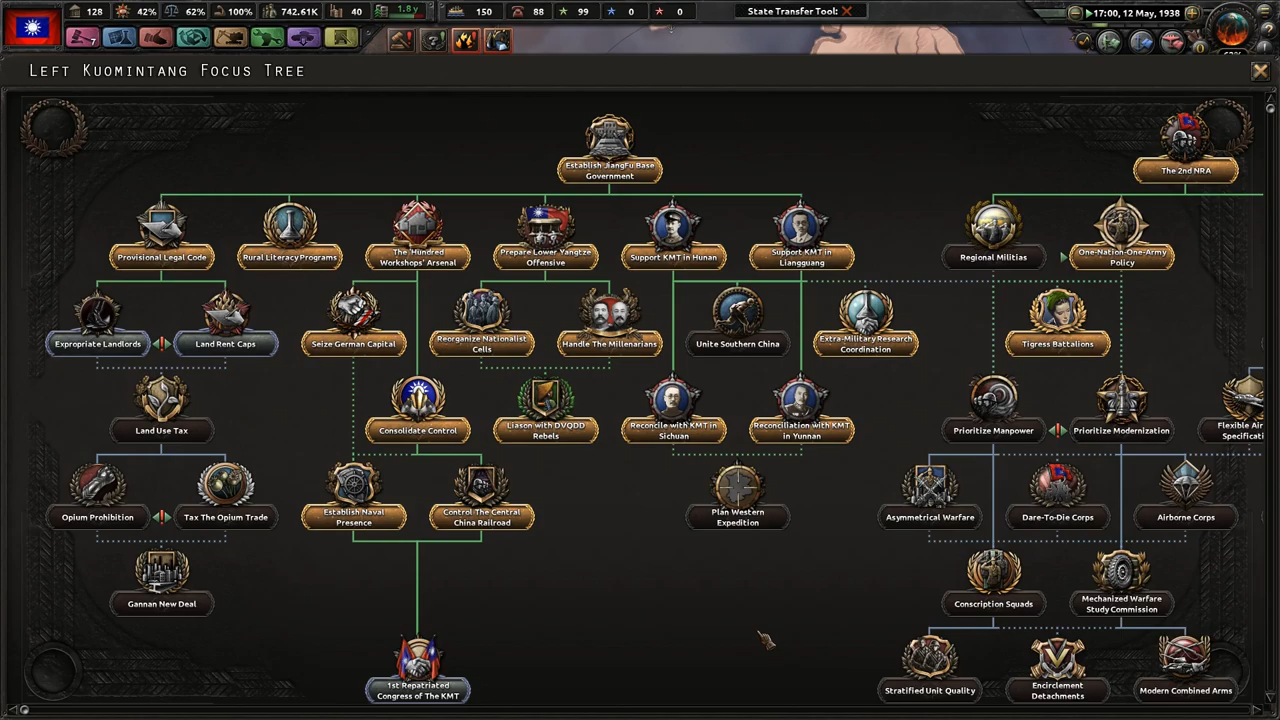 128
42%
62%
100%
742.61K
40
1.8 y
150
88
99
0
0
State Transfer Tool:
17:00, 12 May, 1938
7
0
LEFT KUOMINTANG FOCUS TREE
Establish JiangFu Base
Government
The 2nd NRA
Provisional Legal Code
Rural Literacy Programs
The 'Hundred
Workshops' Arsenal
Prepare Lower Yangtze
Offensive
Support KMT in Hunan
Support KMT in
Liangguang
Regional Militias
One-Nation-One-Army
Policy
Expropriate Landlords
Land Rent Caps
Seize German Capital
Reorganize Nationalist
Cells
Handle The Millenarians
Unite Southern China
Extra-Military Research
Coordination
Tigress Battalions
Land Use Tax
Consolidate Control
Liason with DVQDD
Rebels
Reconcile with KMT in
Sichuan
Reconciliation with KMT
in Yunnan
Prioritize Manpower
Prioritize Modernization
Flexible Air
Specificati
Opium Prohibition
Tax The Opium Trade
Establish Naval
Presence
Control The Central
China Railroad
Plan Western
Expedition
Asymmetrical Warfare
Dare-To-Die Corps
Airborne Corps
Gannan New Deal
Conscription Squads
Mechanized Warfare
Study Commission
1st Repatriated
Congress of The KMT
Stratified Unit Quality
Encirclement
Detachments
Modern Combined Arms